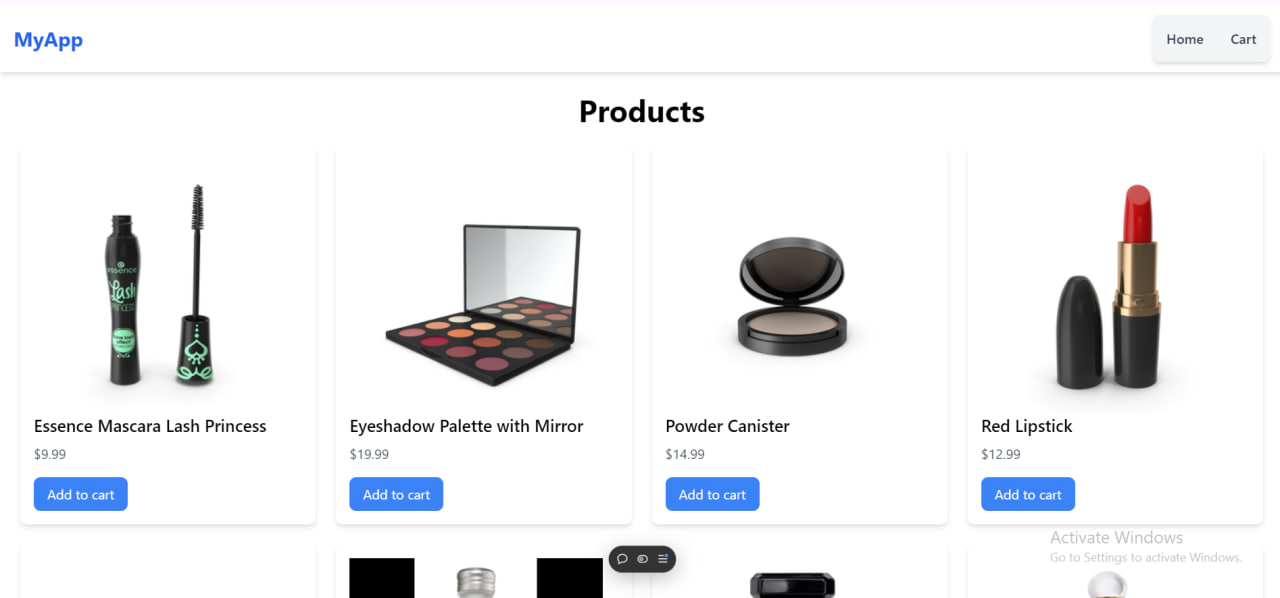 MyApp
Home Cart
Products
essence
Lash
PRINCESS
Essence Mascara Lash Princess
$9.99
Add to cart
Eyeshadow Palette with Mirror
$19.99
Add to cart
Powder Canister
$14.99
Add to cart
Red Lipstick
$12.99
Add to cart
Activate Windows
Go to Settings to activate Windows.